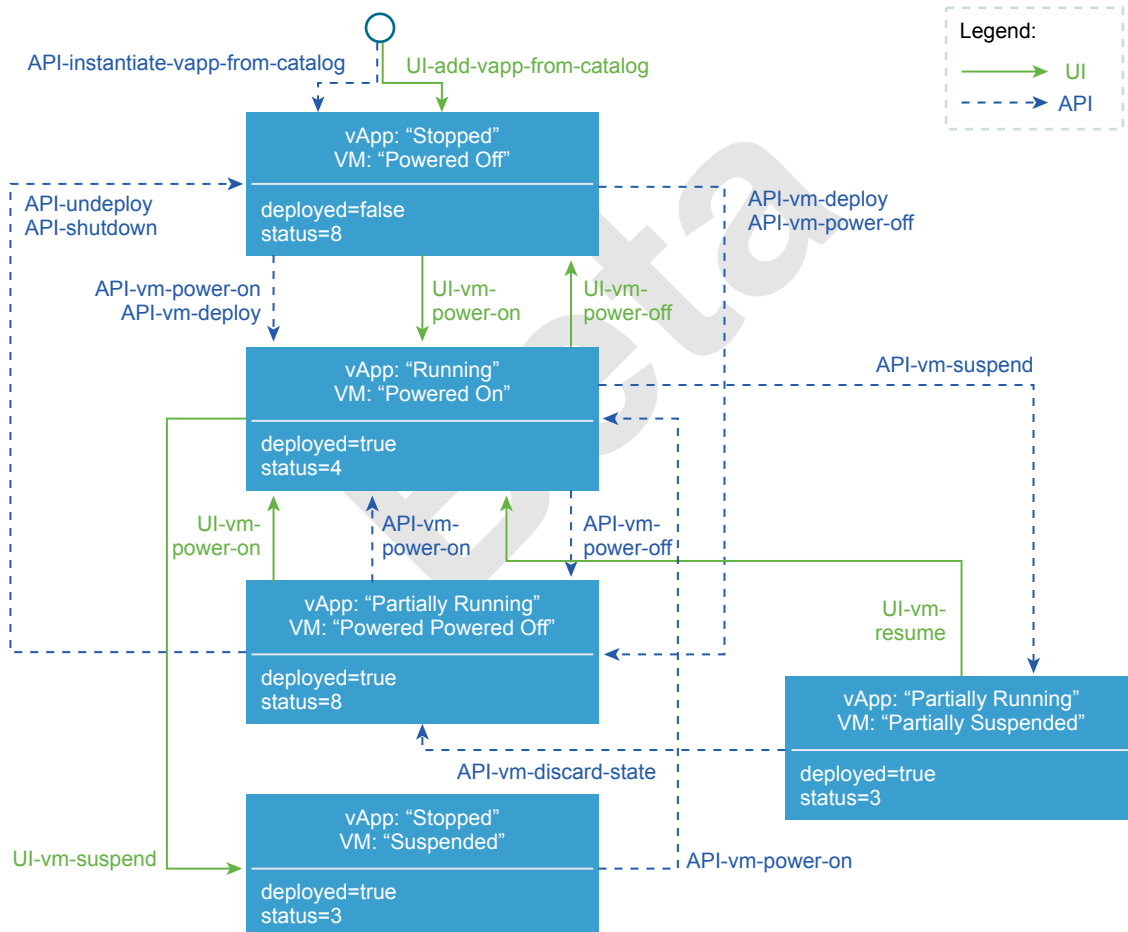 Legend:
UI
API
API-instantiate-vapp-from-catalog
UI-add-vapp-from-catalog
vApp: “Stopped”
VM: “Powered Off”
deployed=false
status=8
API-undeploy
API-shutdown
API-vm-deploy
API-vm-power-off
API-vm-power-on
API-vm-deploy
UI-vm-
power-on
UI-vm-
power-off
vApp: “Running”
VM: “Powered On”
deployed=true
status=4
API-vm-suspend
UI-vm-
power-on
API-vm-
power-on
API-vm-
power-off
vApp: “Partially Running”
VM: “Powered Powered Off”
deployed=true
status=8
UI-vm-
resume
vApp: “Partially Running”
VM: “Partially Suspended”
deployed=true
status=3
API-vm-discard-state
vApp: “Stopped”
VM: “Suspended”
deployed=true
status=3
UI-vm-suspend
API-vm-power-on
Beta